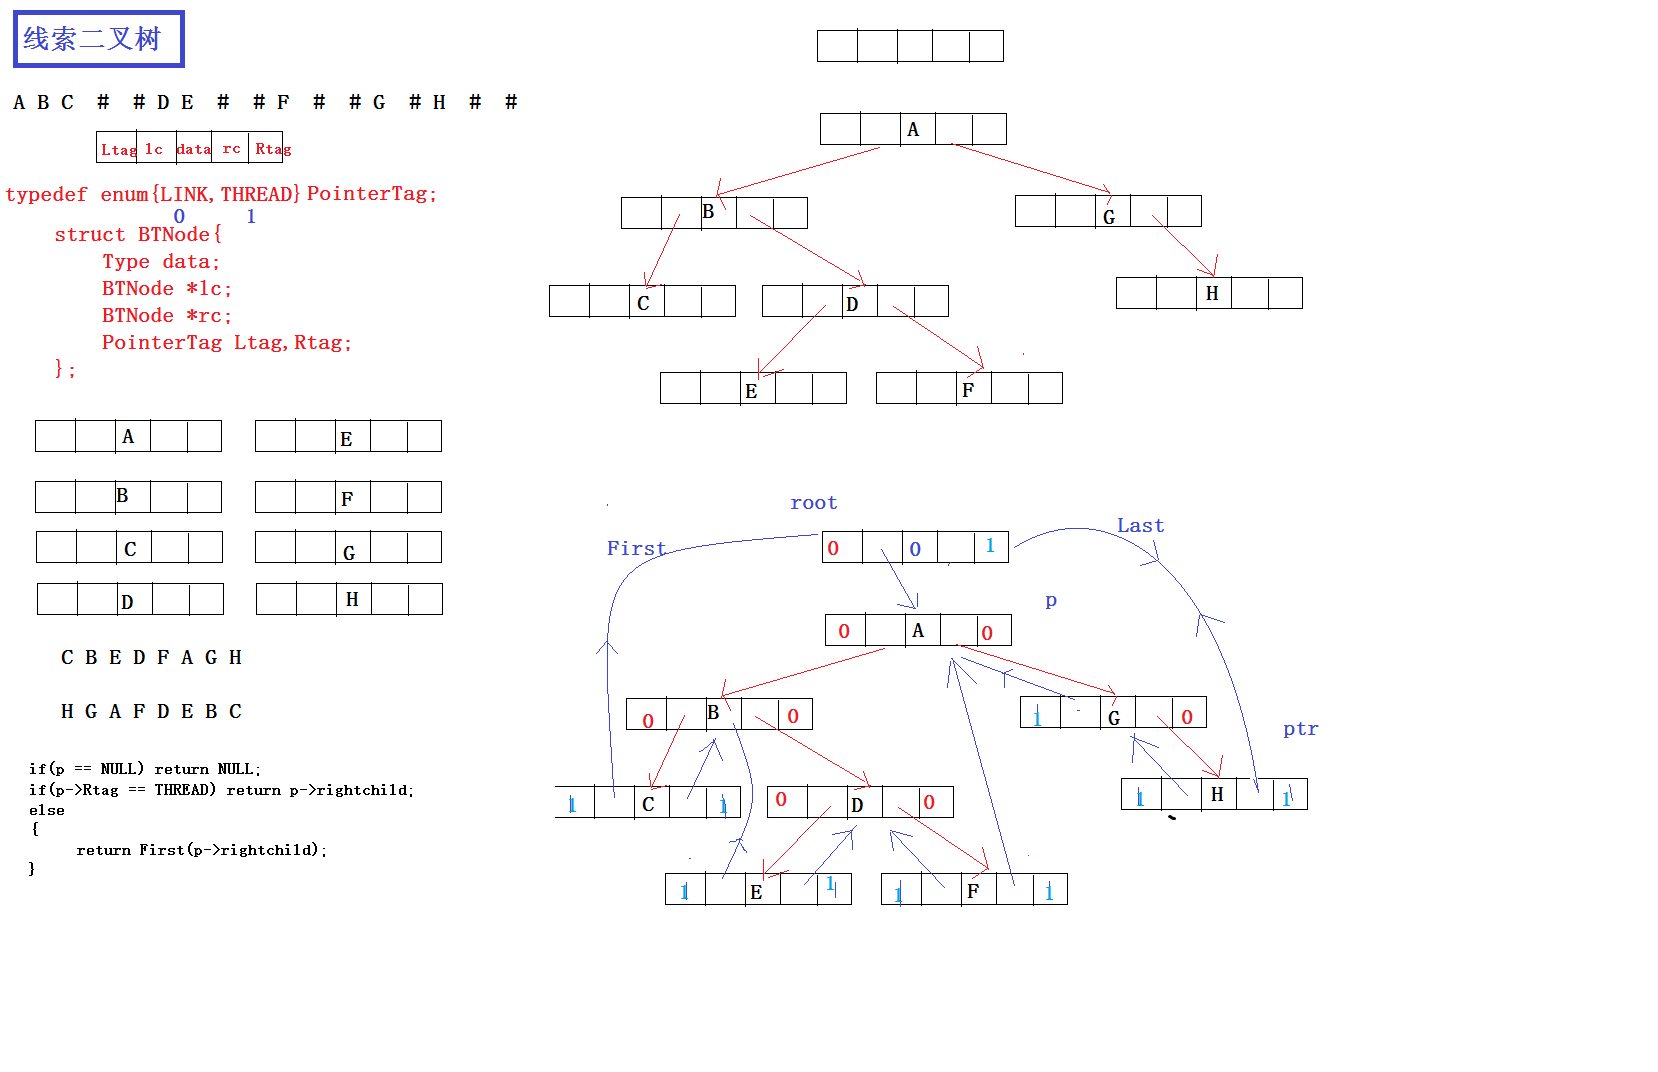 线索二叉树
A B C # # D E # # F # # G # H # #
Ltag lc data rc Rtag
typedef enum{LINK,THREAD}PointerTag;
0 1
struct BTNode{
Type data;
BTNode *lc;
BTNode *rc;
PointerTag Ltag,Rtag;
};
A E
B F
C G
D H
C B E D F A G H
H G A F D E B C
if(p == NULL) return NULL;
if(p->Rtag == THREAD) return p->rightchild;
else
{
return First(p->rightchild);
}
A
B G
C D H
E F
root
Last
First
0 0 1
p
0 A 0
0 B 0 1 G 0
ptr
1 C 1 0 D 0 1 H 1
1 E 1 1 F 1